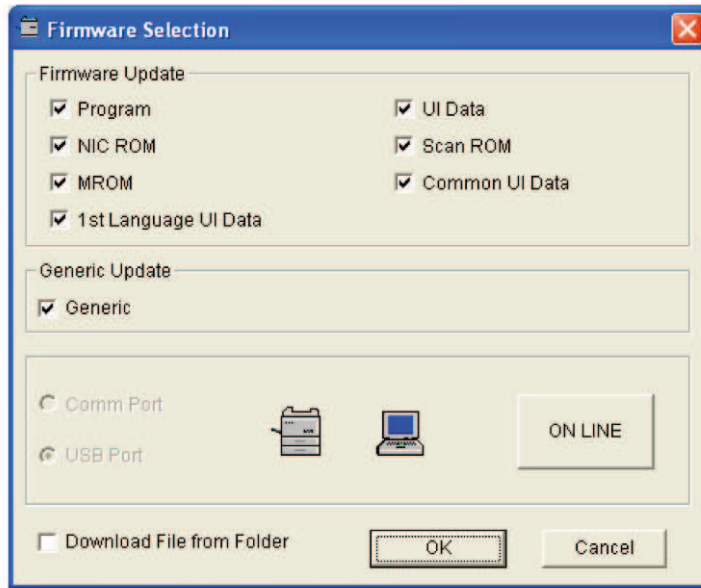 Firmware Selection
Firmware Update
Program
UI Data
NIC ROM
Scan ROM
MROM
Common UI Data
1st Language UI Data
Generic Update
Generic
Comm Port
USB Port
ON LINE
Download File from Folder
OK
Cancel